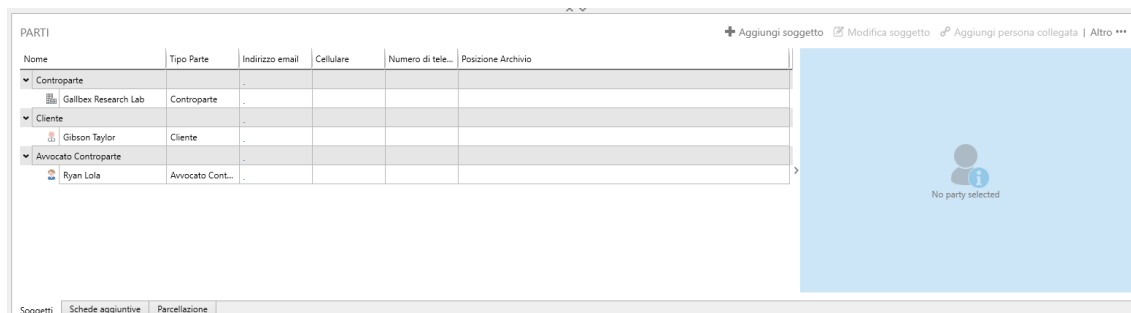 PARTI
Aggiungi soggetto Modifica soggetto Aggiungi persona collegata | Altro •••
Nome Tipo Parte Indirizzo email Cellulare Numero di tele... Posizione Archivio
Controparte
Gallbex Research Lab Controparte
Cliente
Gibson Taylor Cliente
Avvocato Controparte
Ryan Lola Avvocato Cont...
No party selected
Soggetti Schede aggiuntive Parcellazione